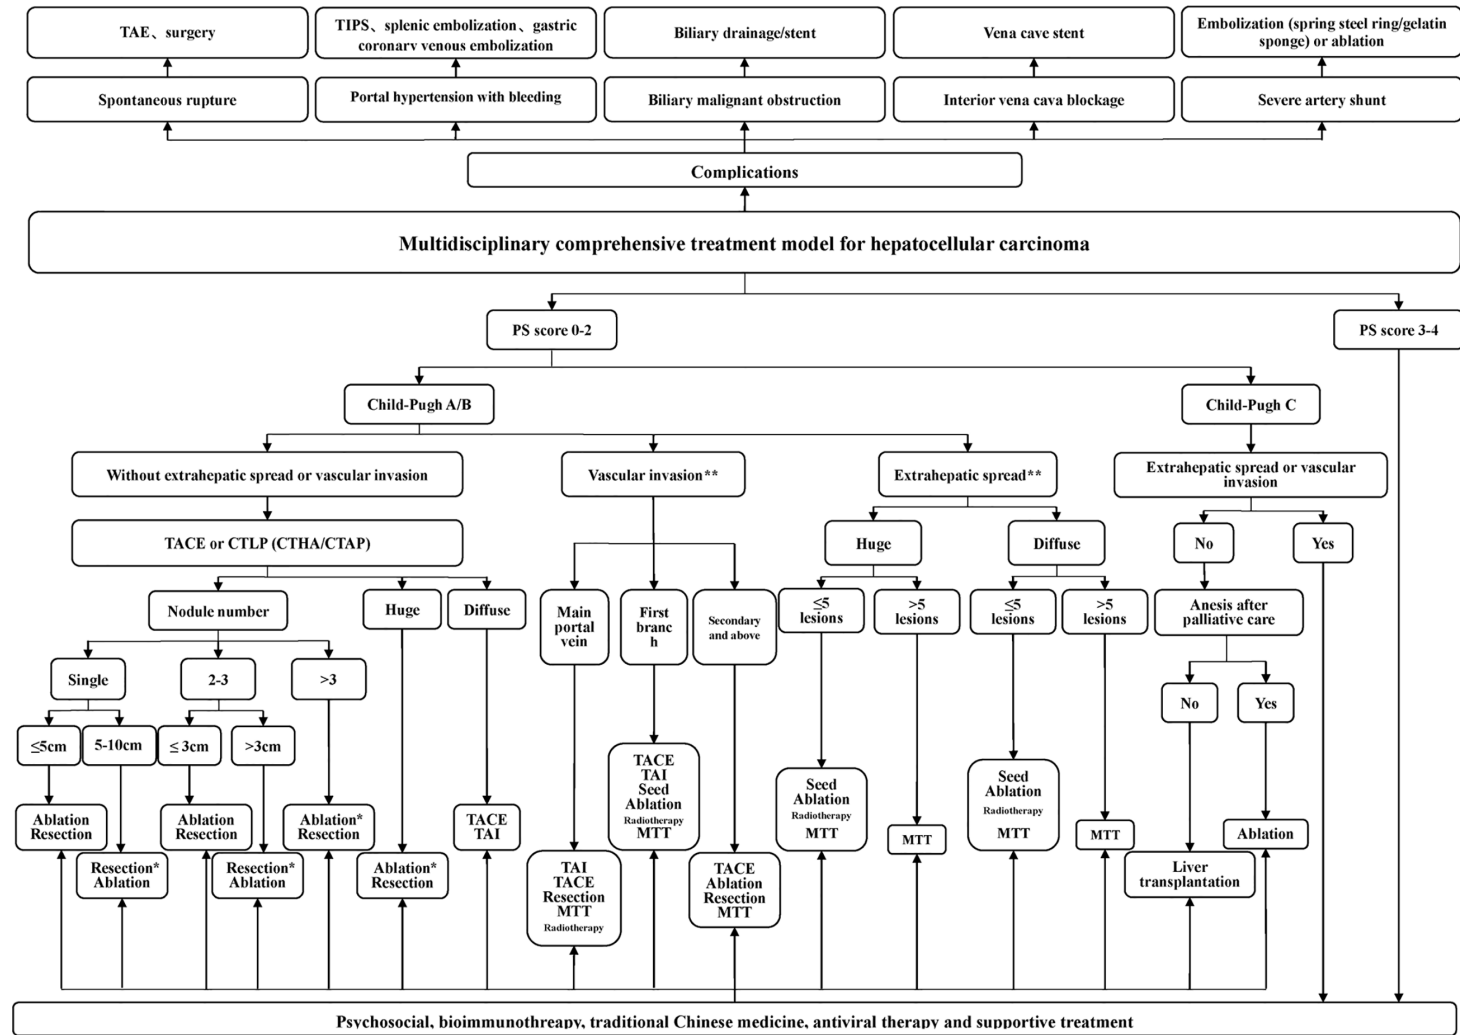 TAE、surgery
TIPS、splenic embolization、gastric
coronary venous embolization
Biliary drainage/stent
Vena cave stent
Embolization (spring steel ring/gelatin
sponge) or ablation
Spontaneous rupture
Portal hypertension with bleeding
Biliary malignant obstruction
Interior vena cava blockage
Severe artery shunt
Complications
Multidisciplinary comprehensive treatment model for hepatocellular carcinoma
PS score 0-2
PS score 3-4
Child-Pugh A/B
Child-Pugh C
Without extrahepatic spread or vascular invasion
Vascular invasion**
Extrahepatic spread**
Extrahepatic spread or vascular
invasion
TACE or CTLP (CTHA/CTAP)
Huge
Diffuse
No
Yes
Nodule number
Huge
Diffuse
Main
portal
vein
First
branc
h
Secondary
and above
≤5
lesions
>5
lesions
≤5
lesions
>5
lesions
Anesis after
palliative care
Single
2-3
>3
No
Yes
≤5cm
5-10cm
≤ 3cm
>3cm
Ablation
Resection
Resection*
Ablation
Ablation
Resection
Resection*
Ablation
Ablation*
Resection
Ablation*
Resection
TACE
TAI
TAI
TACE
Resection
MTT
Radiotherapy
TACE
TAI
Seed
Ablation
Radiotherapy
MTT
TACE
Ablation
Resection
MTT
Seed
Ablation
Radiotherapy
MTT
MTT
Seed
Ablation
Radiotherapy
MTT
MTT
Liver
transplantation
Ablation
Psychosocial, bioimmunothreapy, traditional Chinese medicine, antiviral therapy and supportive treatment